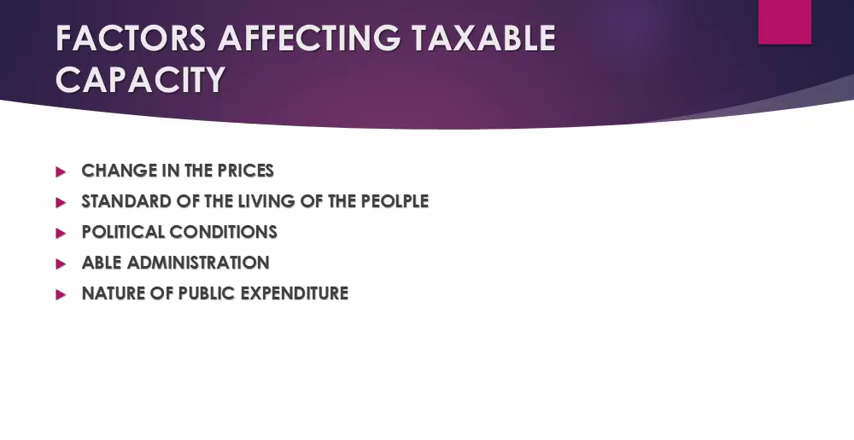 FACTORS AFFECTING TAXABLE
CAPACITY
CHANGE IN THE PRICES
STANDARD OF THE LIVING OF THE PEOLPLE
POLITICAL CONDITIONS
ABLE ADMINISTRATION
NATURE OF PUBLIC EXPENDITURE